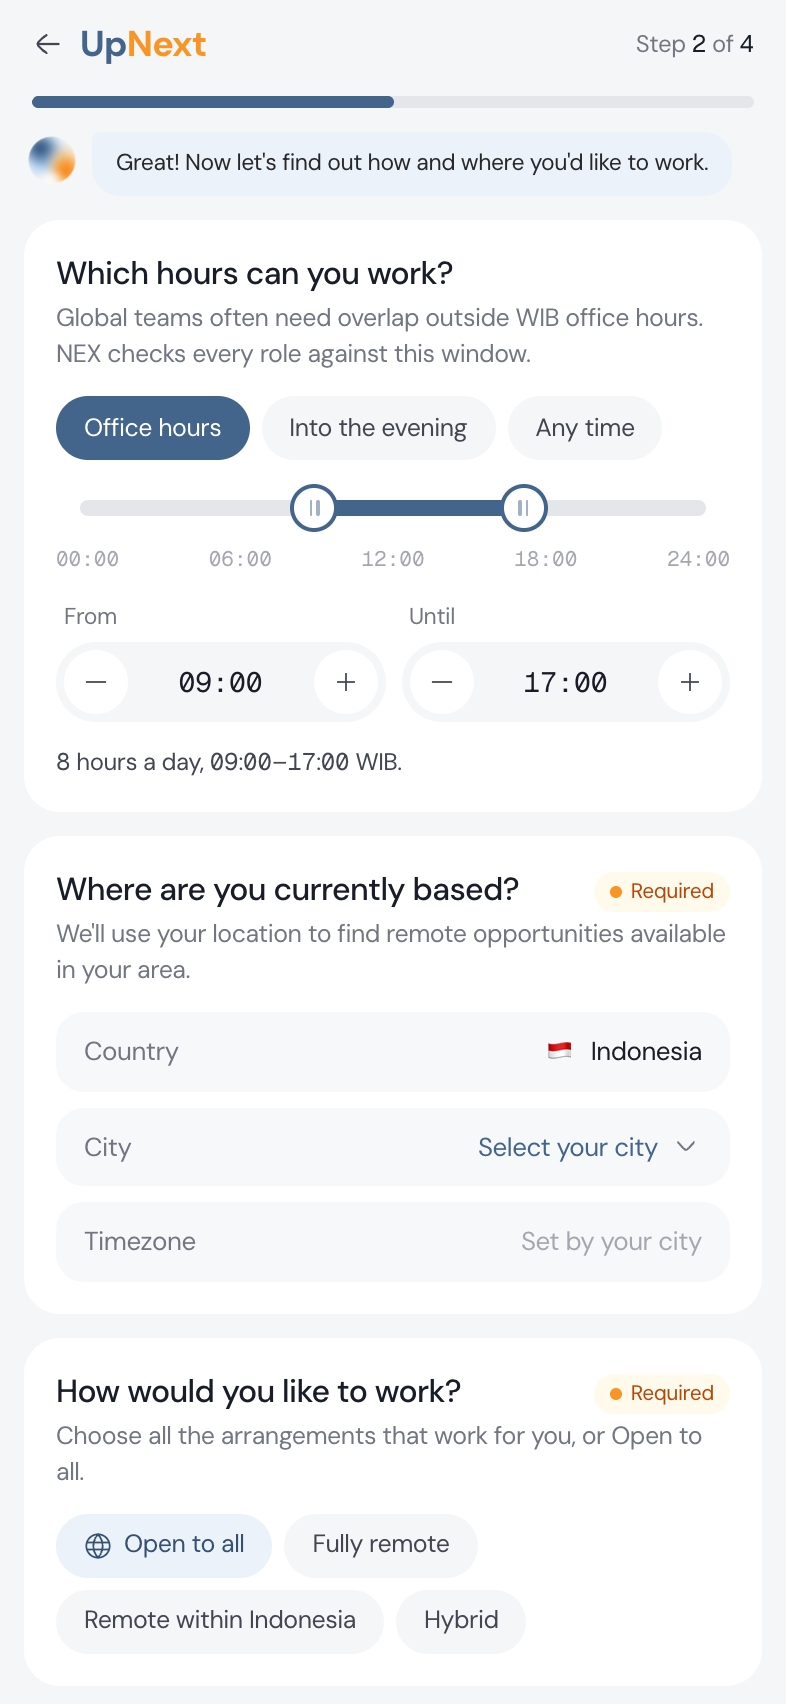 UpNext
Step 2 of 4
Great! Now let's find out how and where you'd like to work.
Which hours can you work?
Global teams often need overlap outside WIB office hours.
NEX checks every role against this window.
Office hours
Into the evening
Any time
00:00 06:00 12:00 18:00 24:00
From
Until
09:00
17:00
8 hours a day, 09:00–17:00 WIB.
Where are you currently based?
Required
We'll use your location to find remote opportunities available
in your area.
Country
Indonesia
City
Select your city
Timezone
Set by your city
How would you like to work?
Required
Choose all the arrangements that work for you, or Open to
all.
Open to all
Fully remote
Remote within Indonesia
Hybrid